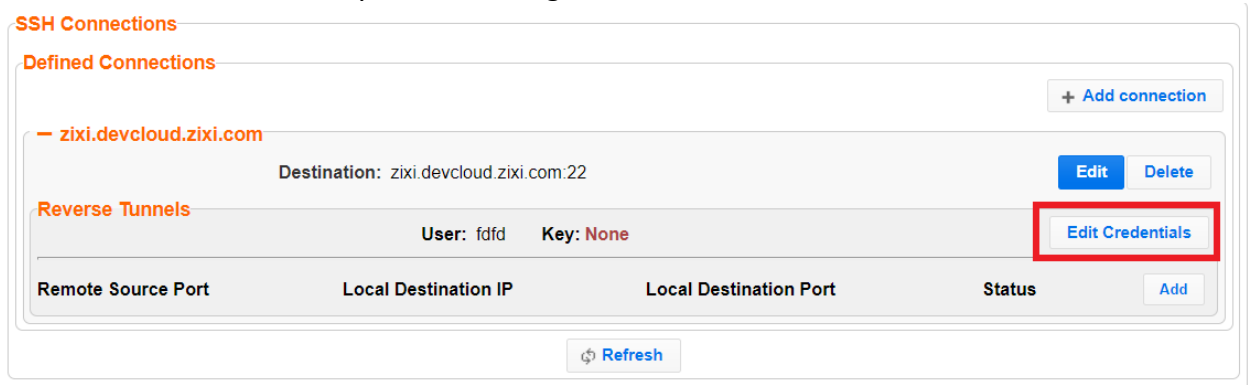 SSH Connections
Defined Connections
+ Add connection
− zixi.devcloud.zixi.com
Destination: zixi.devcloud.zixi.com:22 Edit Delete
Reverse Tunnels
User: fdfd Key: None Edit Credentials
Remote Source Port Local Destination IP Local Destination Port Status Add
Refresh